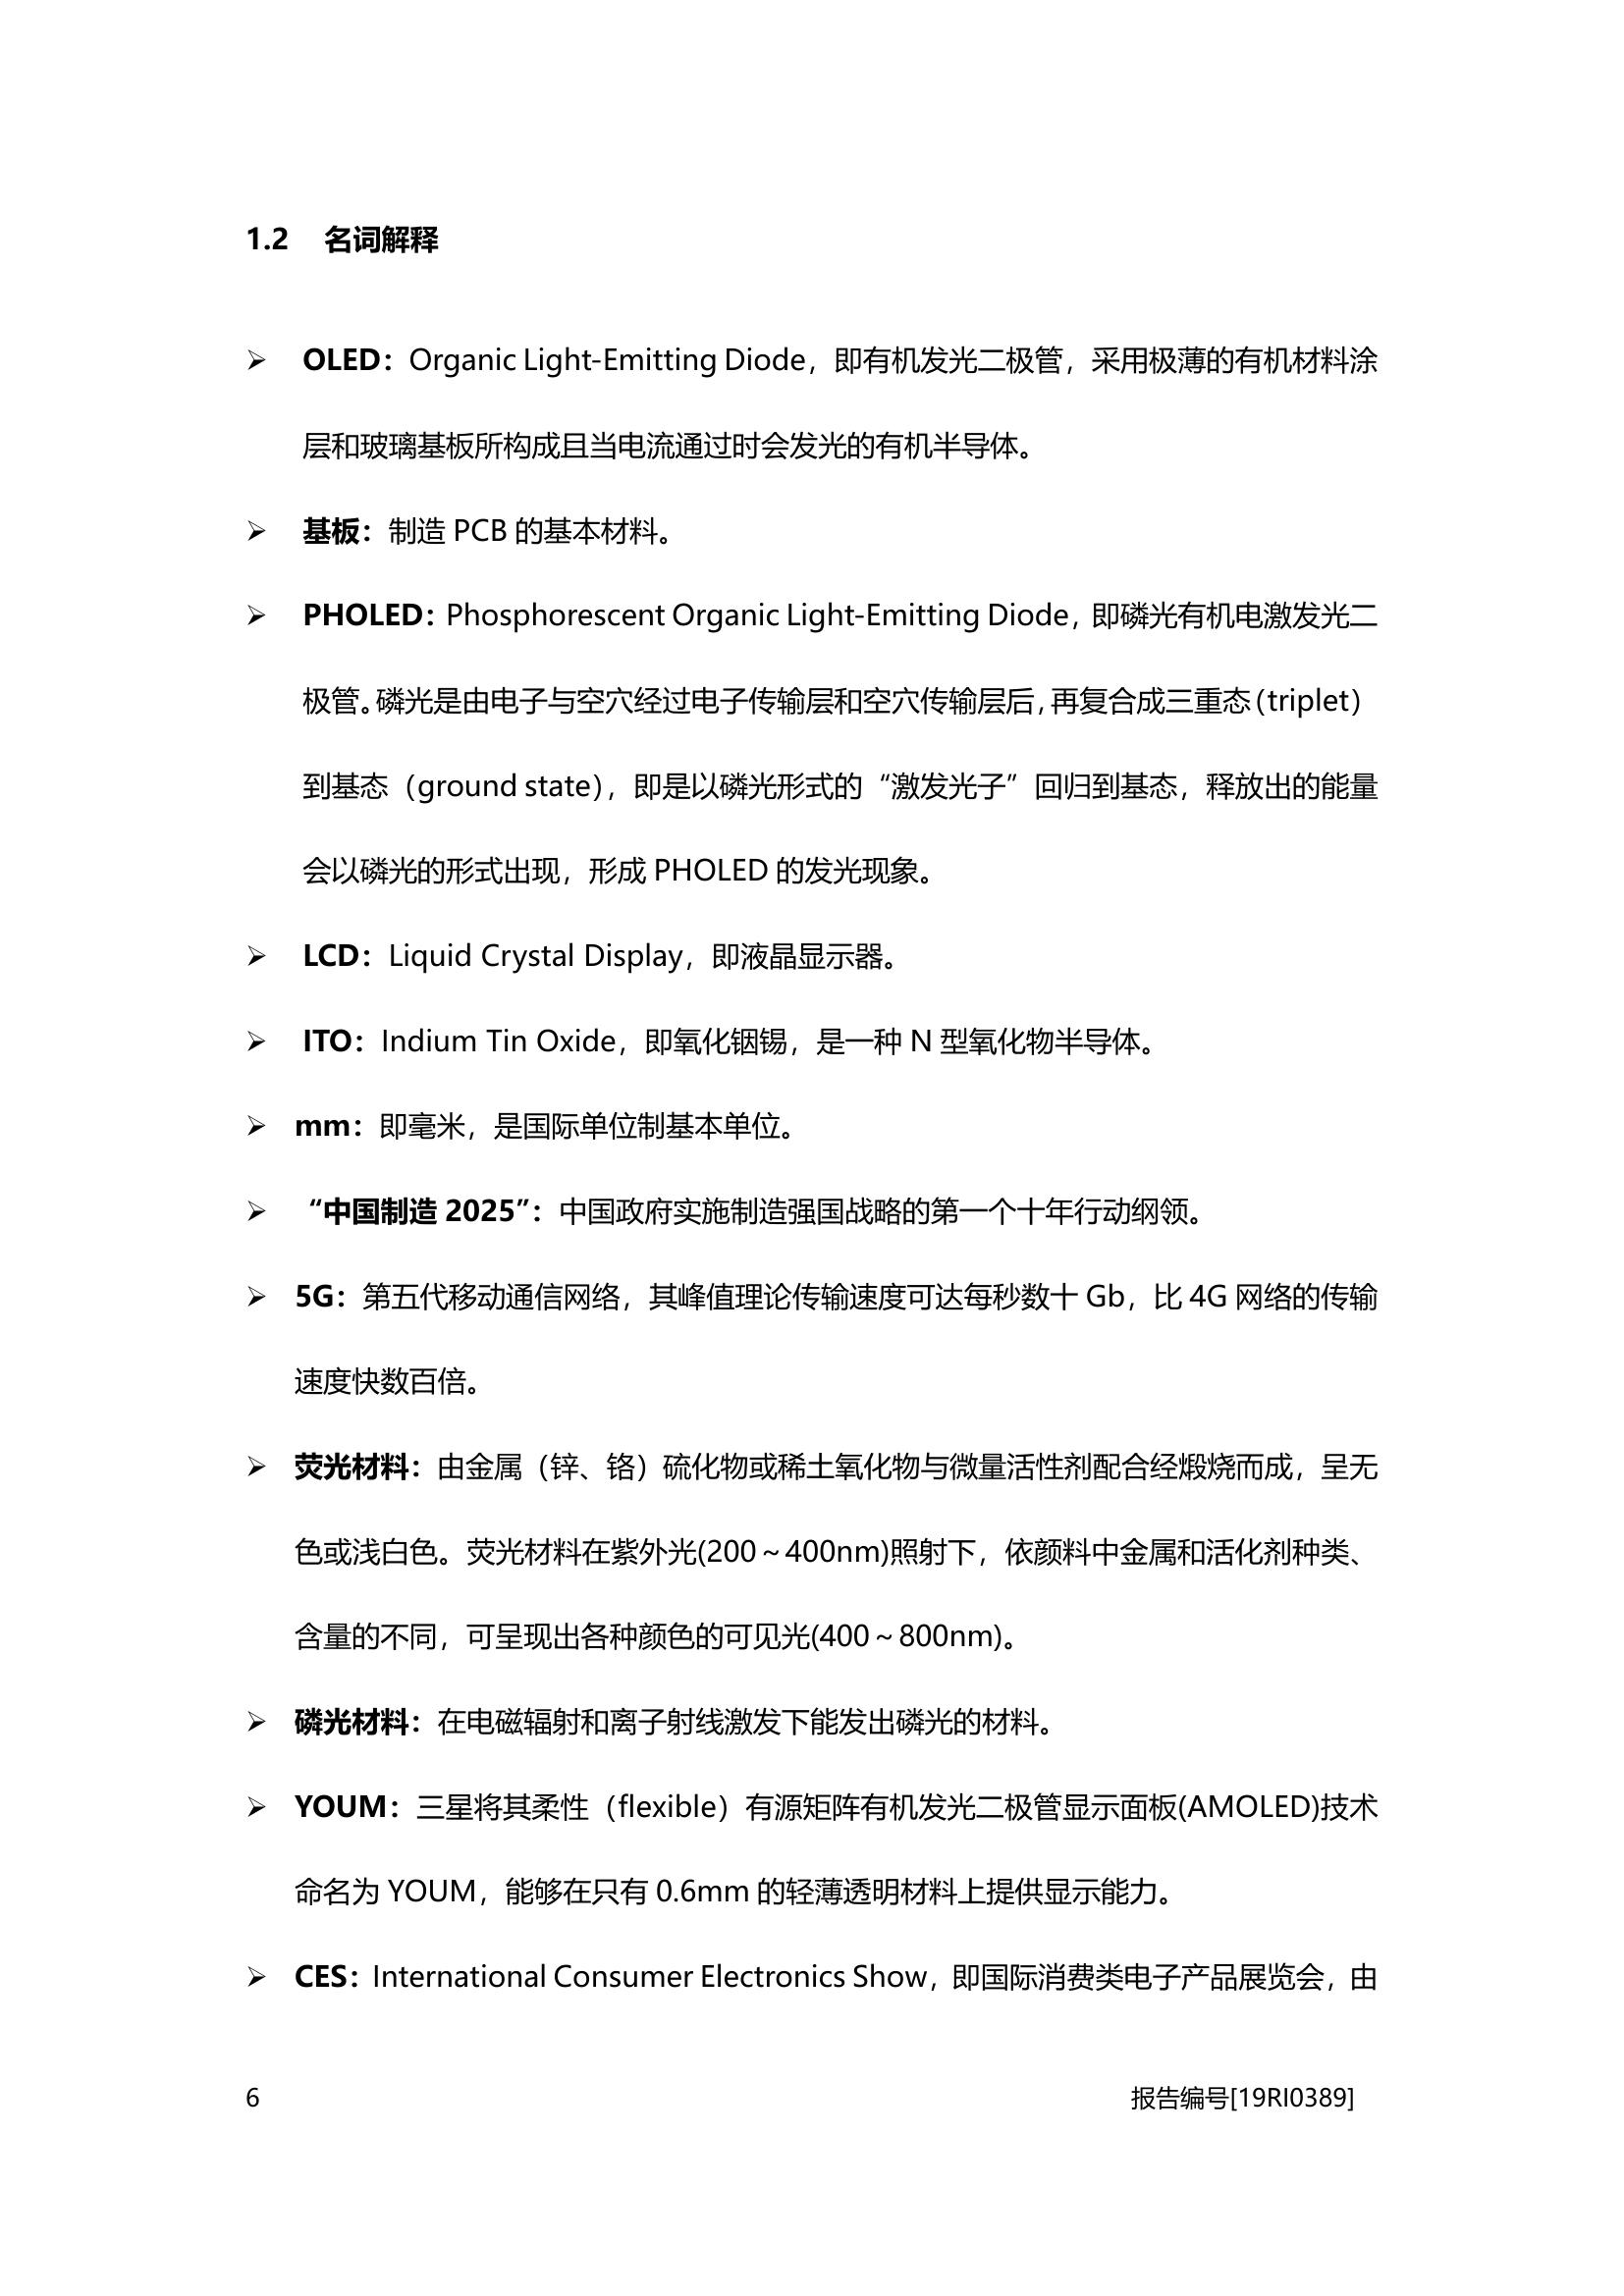 1.2 名词解释
➢ OLED：Organic Light-Emitting Diode，即有机发光二极管，采用极薄的有机材料涂
层和玻璃基板所构成且当电流通过时会发光的有机半导体。
➢ 基板：制造 PCB 的基本材料。
➢ PHOLED：Phosphorescent Organic Light-Emitting Diode，即磷光有机电激发光二
极管。磷光是由电子与空穴经过电子传输层和空穴传输层后，再复合成三重态（triplet）
到基态（ground state），即是以磷光形式的“激发光子”回归到基态，释放出的能量
会以磷光的形式出现，形成 PHOLED 的发光现象。
➢ LCD：Liquid Crystal Display，即液晶显示器。
➢ ITO：Indium Tin Oxide，即氧化铟锡，是一种 N 型氧化物半导体。
➢ mm：即毫米，是国际单位制基本单位。
➢ “中国制造 2025”：中国政府实施制造强国战略的第一个十年行动纲领。
➢ 5G：第五代移动通信网络，其峰值理论传输速度可达每秒数十 Gb，比 4G 网络的传输
速度快数百倍。
➢ 荧光材料：由金属（锌、铬）硫化物或稀土氧化物与微量活性剂配合经煅烧而成，呈无
色或浅白色。荧光材料在紫外光(200～400nm)照射下，依颜料中金属和活化剂种类、
含量的不同，可呈现出各种颜色的可见光(400～800nm)。
➢ 磷光材料：在电磁辐射和离子射线激发下能发出磷光的材料。
➢ YOUM：三星将其柔性（flexible）有源矩阵有机发光二极管显示面板(AMOLED)技术
命名为 YOUM，能够在只有 0.6mm 的轻薄透明材料上提供显示能力。
➢ CES：International Consumer Electronics Show，即国际消费类电子产品展览会，由
6 报告编号[19RI0389]